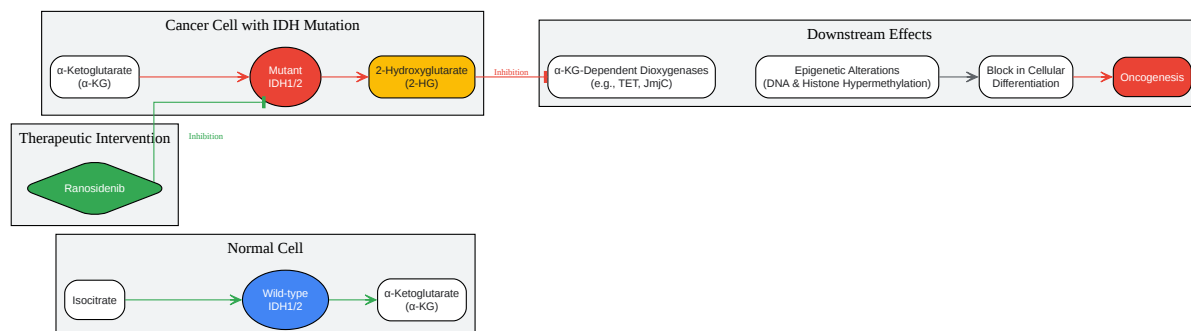 Cancer Cell with IDH Mutation
α-Ketoglutarate
(α-KG)
Mutant
IDH1/2
2-Hydroxyglutarate
(2-HG)
Inhibition
Downstream Effects
α-KG-Dependent Dioxygenases
(e.g., TET, JmjC)
Epigenetic Alterations
(DNA & Histone Hypermethylation)
Block in Cellular
Differentiation
Oncogenesis
Therapeutic Intervention
Inhibition
Ranosidenib
Normal Cell
Isocitrate
Wild-type
IDH1/2
α-Ketoglutarate
(α-KG)